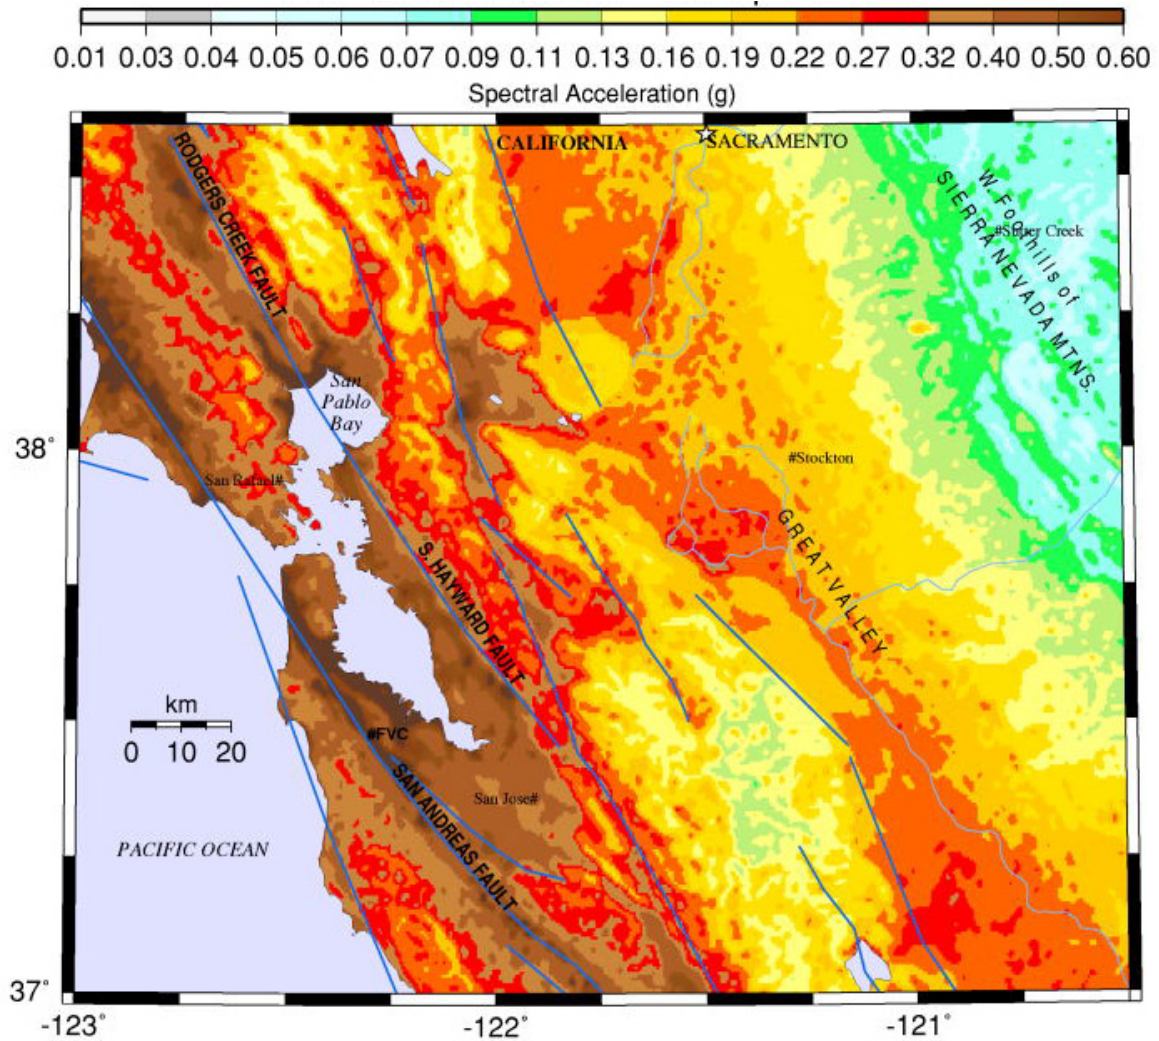 0.01 0.03 0.04 0.05 0.06 0.07 0.09 0.11 0.13 0.16 0.19 0.22 0.27 0.32 0.40 0.50 0.60
Spectral Acceleration (g)
CALIFORNIA
SACRAMENTO
RODGERS CREEK FAULT
W. Foothills of
SIERRA NEVADA MTNS.
#Sutter Creek
San
Pablo
Bay
38°
#Stockton
San Rafael#
GREAT VALLEY
S. HAYWARD FAULT
km
0 10 20
#FVC
SAN ANDREAS FAULT
San Jose#
PACIFIC OCEAN
37°
-123° -122° -121°